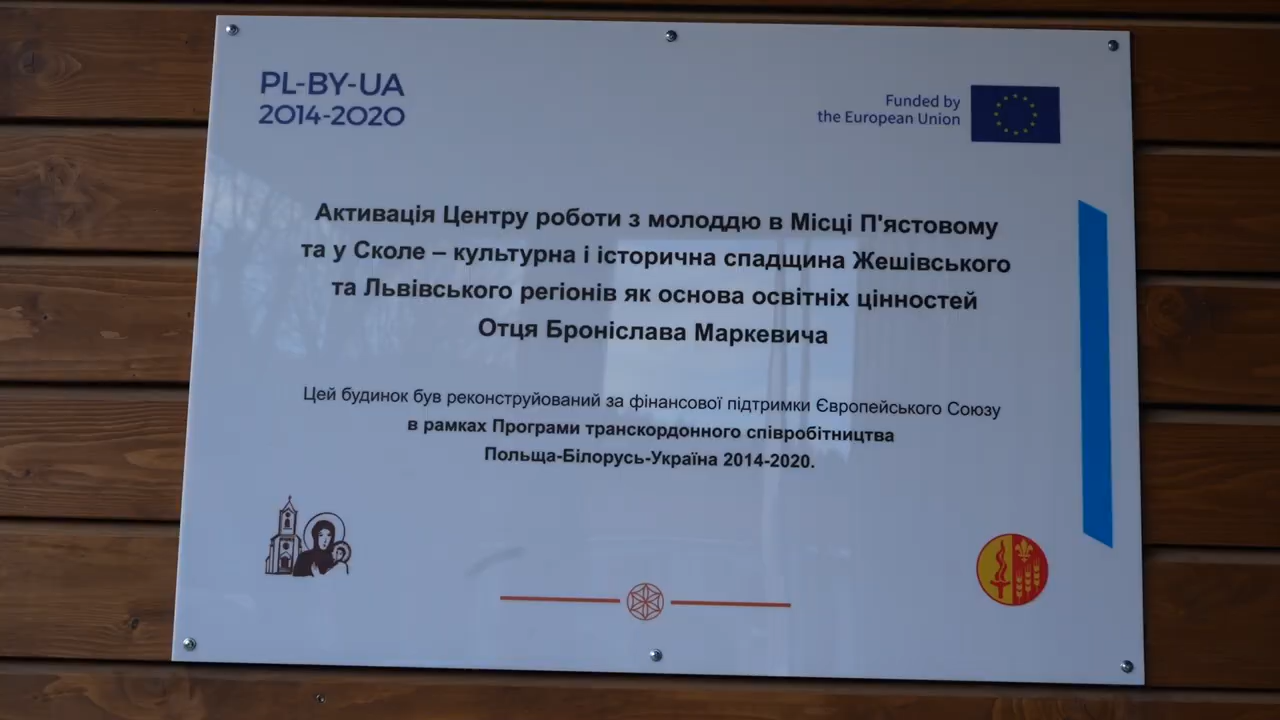 PL-BY-UA
2014-2020
Funded by
the European Union
Активація Центру роботи з молоддю в Місці П'ястовому
та у Сколе – культурна і історична спадщина Жешівського
та Львівського регіонів як основа освітніх цінностей
Отця Броніслава Маркевича
Цей будинок був реконструйований за фінансової підтримки Європейського Союзу
в рамках Програми транскордонного співробітництва
Польща-Білорусь-Україна 2014-2020.